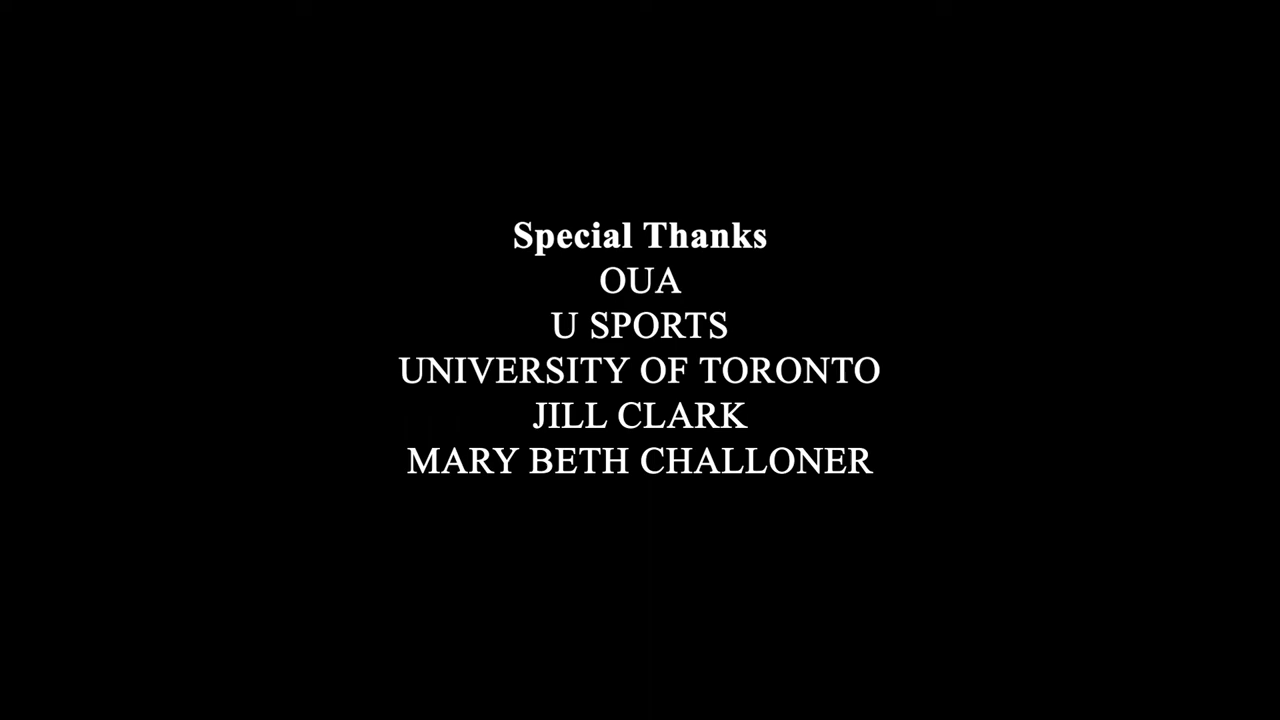 Special Thanks
OUA
U SPORTS
UNIVERSITY OF TORONTO
JILL CLARK
MARY BETH CHALLONER